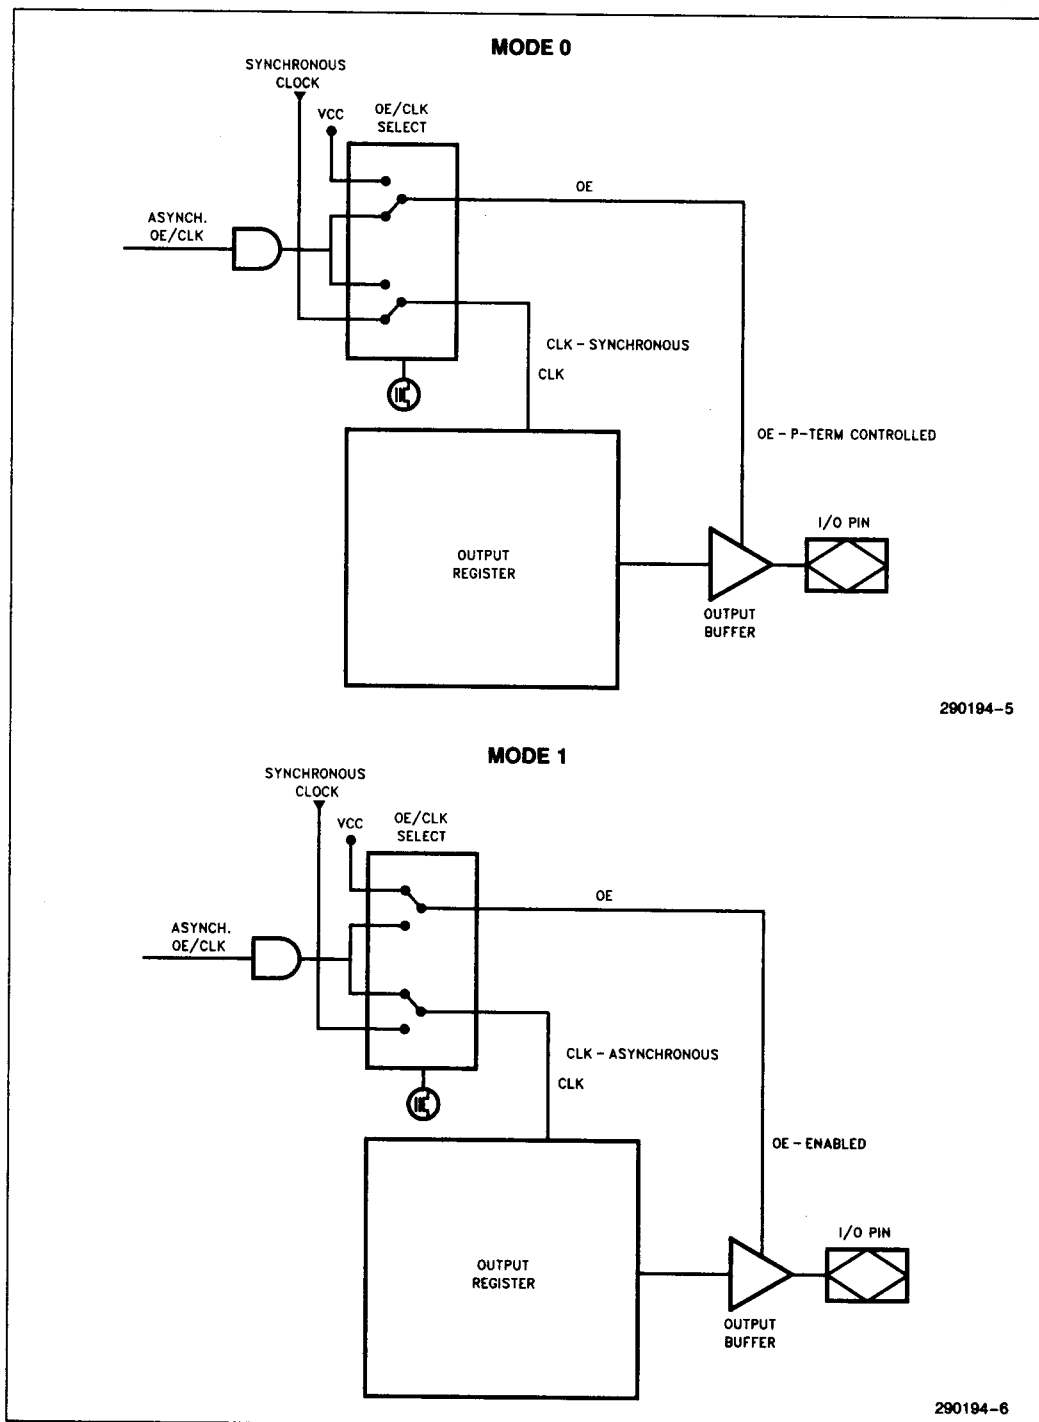 MODE 0
SYNCHRONOUS
CLOCK
VCC
OE/CLK
SELECT
OE
ASYNCH.
OE/CLK
CLK – SYNCHRONOUS
CLK
OE – P-TERM CONTROLLED
I/O PIN
OUTPUT
REGISTER
OUTPUT
BUFFER
290194–5
MODE 1
SYNCHRONOUS
CLOCK
VCC
OE/CLK
SELECT
OE
ASYNCH.
OE/CLK
CLK – ASYNCHRONOUS
CLK
OE – ENABLED
I/O PIN
OUTPUT
REGISTER
OUTPUT
BUFFER
290194–6